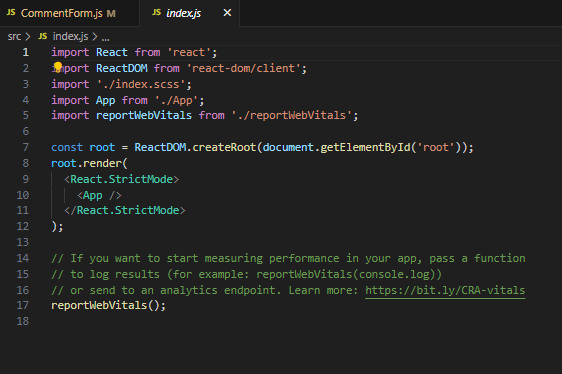 JS CommentForm.js M JS index.js ×
src > JS index.js > ...
1 import React from 'react';
2 import ReactDOM from 'react-dom/client';
3 import './index.scss';
4 import App from './App';
5 import reportWebVitals from './reportWebVitals';
6
7 const root = ReactDOM.createRoot(document.getElementById('root'));
8 root.render(
9   <React.StrictMode>
10     <App />
11   </React.StrictMode>
12 );
13
14 // If you want to start measuring performance in your app, pass a function
15 // to log results (for example: reportWebVitals(console.log))
16 // or send to an analytics endpoint. Learn more: https://bit.ly/CRA-vitals
17 reportWebVitals();
18